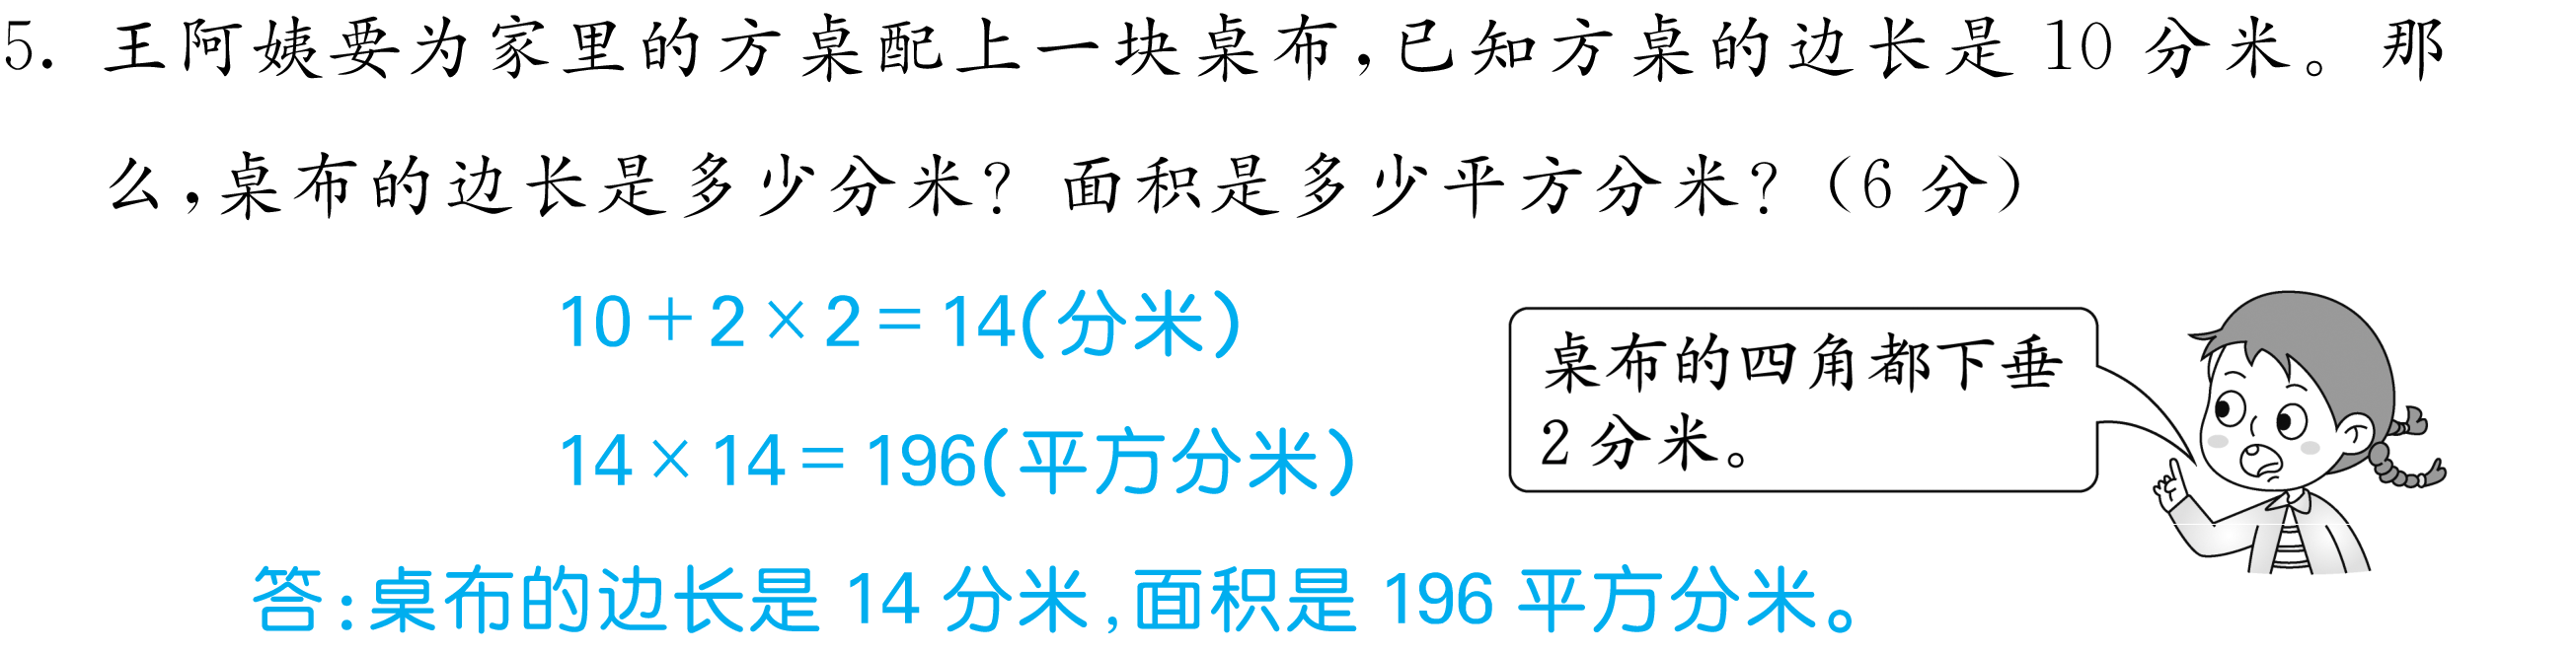 5. 王阿姨要为家里的方桌配上一块桌布,已知方桌的边长是 10 分米。那
么,桌布的边长是多少分米? 面积是多少平方分米?(6 分)
10+2×2=14(分米)
桌布的四角都下垂
2 分米。
14×14=196(平方分米)
答:桌布的边长是 14 分米,面积是 196 平方分米。